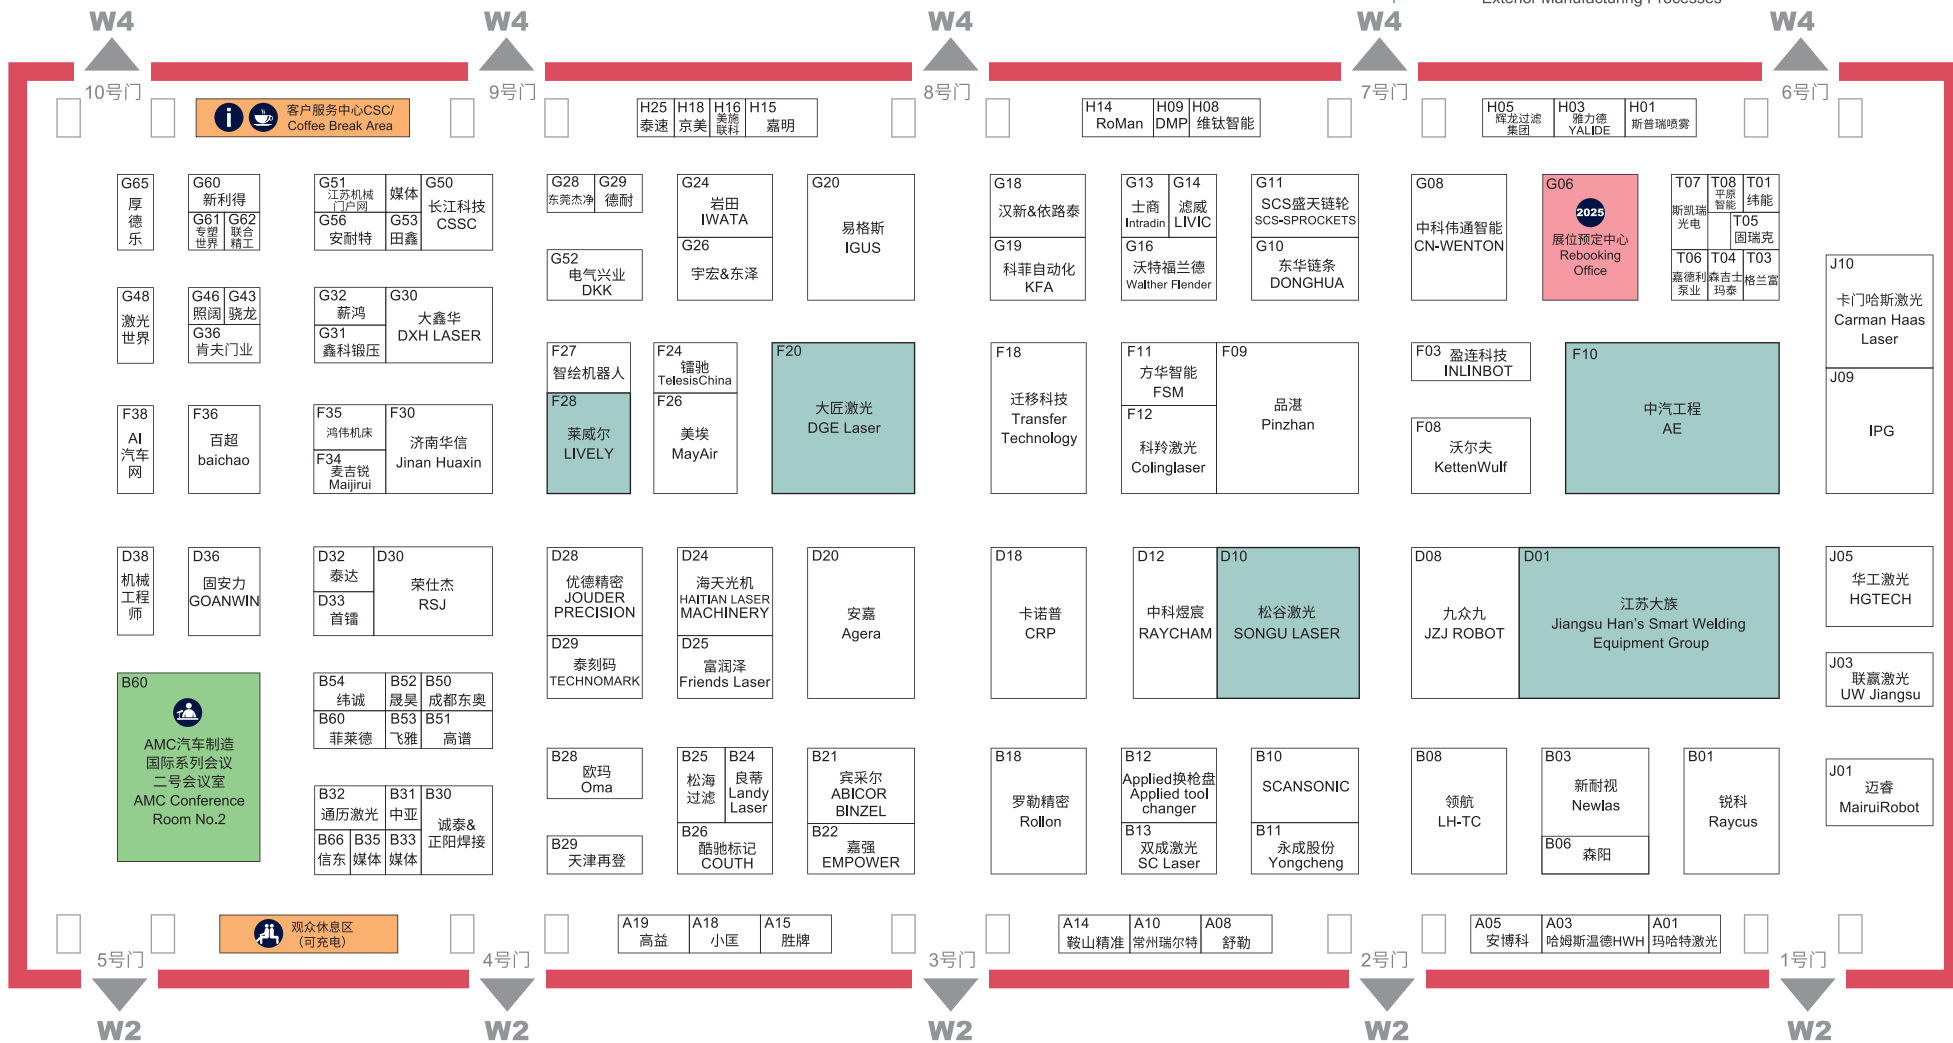 Exterior Manufacturing Processes
W4
W4
W4
W4
W4
10号门
9号门
8号门
7号门
6号门
客户服务中心CSC/
Coffee Break Area
H25
泰速
H18
京美
H16
美施
联科
H15
嘉明
H14
RoMan
H09
DMP
H08
维钛智能
H05
辉龙过滤
集团
H03
雅力德
YALIDE
H01
斯普瑞喷雾
G65
厚
德
乐
G60
新利得
G61
专塑
世界
G62
联合
精工
G51
江苏机械
门户网
媒体
G50
长江科技
CSSC
G56
安耐特
G53
田鑫
G28
东莞杰净
G29
德耐
G52
电气兴业
DKK
G24
岩田
IWATA
G26
宇宏&东泽
G20
易格斯
IGUS
G18
汉新&依路泰
G19
科菲自动化
KFA
G13
士商
Intradin
G14
滤威
LIVIC
G16
沃特福兰德
Walther Flender
G11
SCS盛天链轮
SCS-SPROCKETS
G10
东华链条
DONGHUA
G08
中科伟通智能
CN-WENTON
G06
2025
展位预定中心
Rebooking
Office
T07
斯凯瑞
光电
T08
平原
智能
T01
纬能
T05
固瑞克
T06
嘉德利
泵业
T04
森吉士
玛泰
T03
格兰富
J10
卡门哈斯激光
Carman Haas
Laser
J09
IPG
G48
激光
世界
G46
照阔
G43
骁龙
G36
肯夫门业
G32
薪鸿
G31
鑫科锻压
G30
大鑫华
DXH LASER
F27
智绘机器人
F28
莱威尔
LIVELY
F24
镭驰
TelesisChina
F26
美埃
MayAir
F20
大匠激光
DGE Laser
F18
迁移科技
Transfer
Technology
F11
方华智能
FSM
F12
科羚激光
Colinglaser
F09
品湛
Pinzhan
F03
盈连科技
INLINBOT
F08
沃尔夫
KettenWulf
F10
中汽工程
AE
F38
AI
汽车
网
F36
百超
baichao
F35
鸿伟机床
F34
麦吉锐
Maijirui
F30
济南华信
Jinan Huaxin
D38
机械
工程
师
D36
固安力
GOANWIN
D32
泰达
D33
首镭
D30
荣仕杰
RSJ
D28
优德精密
JOUDER
PRECISION
D29
泰刻码
TECHNOMARK
D24
海天光机
HAITIAN LASER
MACHINERY
D25
富润泽
Friends Laser
D20
安嘉
Agera
D18
卡诺普
CRP
D12
中科煜宸
RAYCHAM
D10
松谷激光
SONGU LASER
D08
九众九
JZJ ROBOT
D01
江苏大族
Jiangsu Han's Smart Welding
Equipment Group
J05
华工激光
HGTECH
J03
联赢激光
UW Jiangsu
J01
迈睿
MairuiRobot
B60
AMC汽车制造
国际系列会议
二号会议室
AMC Conference
Room No.2
B54
纬诚
B52
晟昊
B50
成都东奥
B60
菲莱德
B53
飞雅
B51
高谱
B32
通历激光
B31
中亚
B30
诚泰&
正阳焊接
B66
信东
B35
媒体
B33
媒体
B28
欧玛
Oma
B29
天津再登
B25
松海
过滤
B24
良蒂
Landy
Laser
B26
酷驰标记
COUTH
B21
宾采尔
ABICOR
BINZEL
B22
嘉强
EMPOWER
B18
罗勒精密
Rollon
B12
Applied换枪盘
Applied tool
changer
B13
双成激光
SC Laser
B10
SCANSONIC
B11
永成股份
Yongcheng
B08
领航
LH-TC
B03
新耐视
Newlas
B06
森阳
B01
锐科
Raycus
观众休息区
(可充电)
A19
高益
A18
小匡
A15
胜牌
A14
鞍山精准
A10
常州瑞尔特
A08
舒勒
A05
安博科
A03
哈姆斯温德HWH
A01
玛哈特激光
5号门
4号门
3号门
2号门
1号门
W2
W2
W2
W2
W2